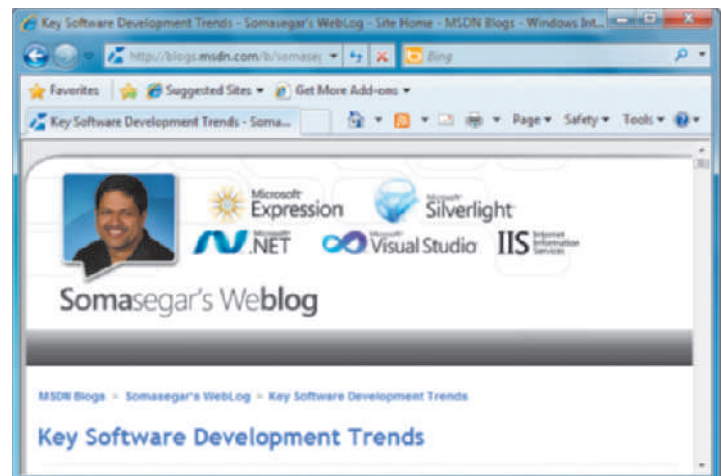 Key Software Development Trends - Somasegar's WebLog - Site Home - MSDN Blogs - Windows Int...
http://blogs.msdn.com/b/somaseg
Bing
Favorites Suggested Sites Get More Add-ons
Key Software Development Trends - Soma... Page Safety Tools
Microsoft Expression Microsoft Silverlight
Microsoft .NET Microsoft Visual Studio IIS Internet Information Services
Somasegar's Weblog
MSDN Blogs > Somasegar's WebLog > Key Software Development Trends
Key Software Development Trends